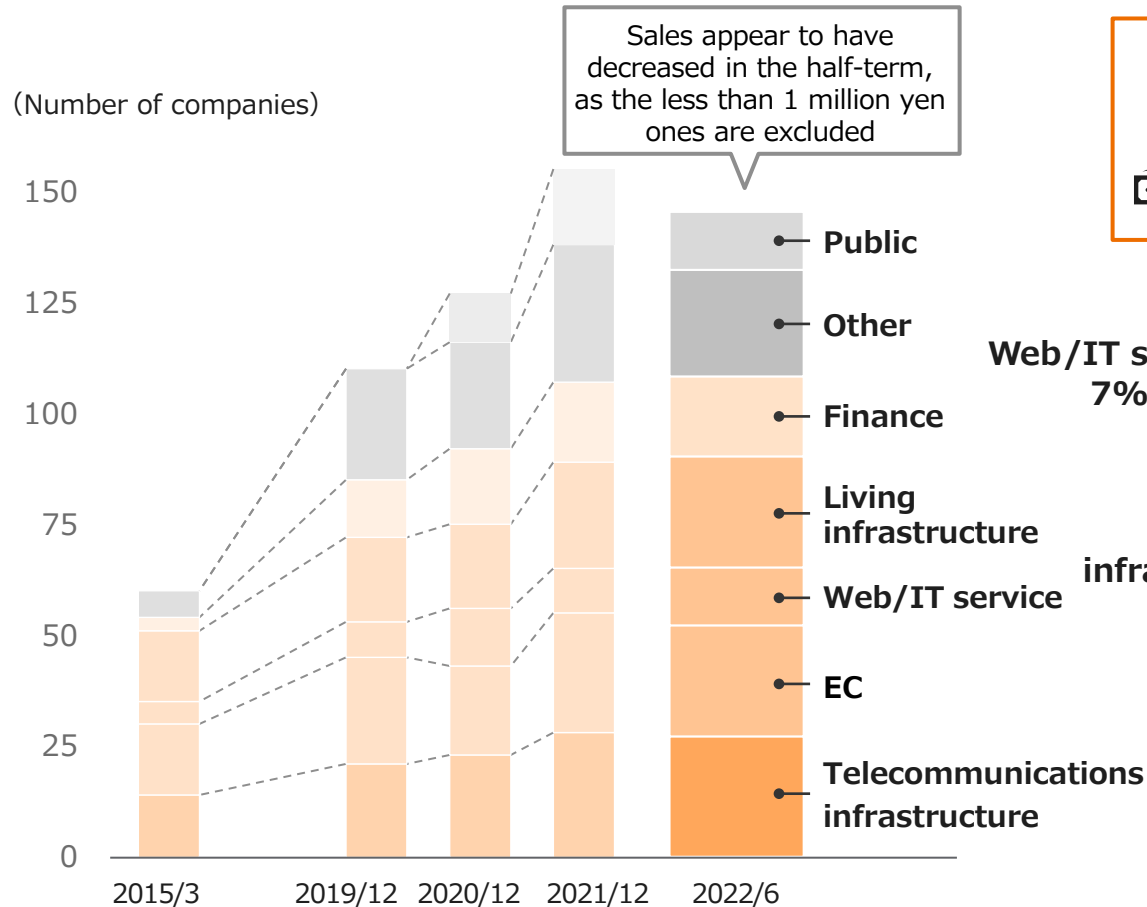 Sales appear to have
decreased in the half-term,
as the less than 1 million yen
ones are excluded
(Number of companies)
150
125
100
75
50
25
0
Public
Other
Finance
Living
infrastructure
Web/IT service
EC
Telecommunications
infrastructure
Web/IT s
7%
infra
2015/3
2019/12
2020/12
2021/12
2022/6